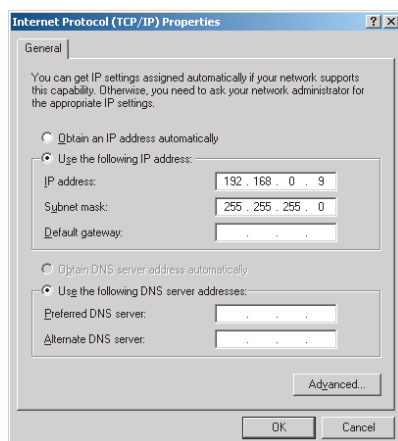 Internet Protocol (TCP/IP) Properties
General
You can get IP settings assigned automatically if your network supports
this capability. Otherwise, you need to ask your network administrator for
the appropriate IP settings.
Obtain an IP address automatically
Use the following IP address:
IP address: 192 . 168 . 0 . 9
Subnet mask: 255 . 255 . 255 . 0
Default gateway: . . .
Obtain DNS server address automatically
Use the following DNS server addresses:
Preferred DNS server: . . .
Alternate DNS server: . . .
Advanced...
OK Cancel